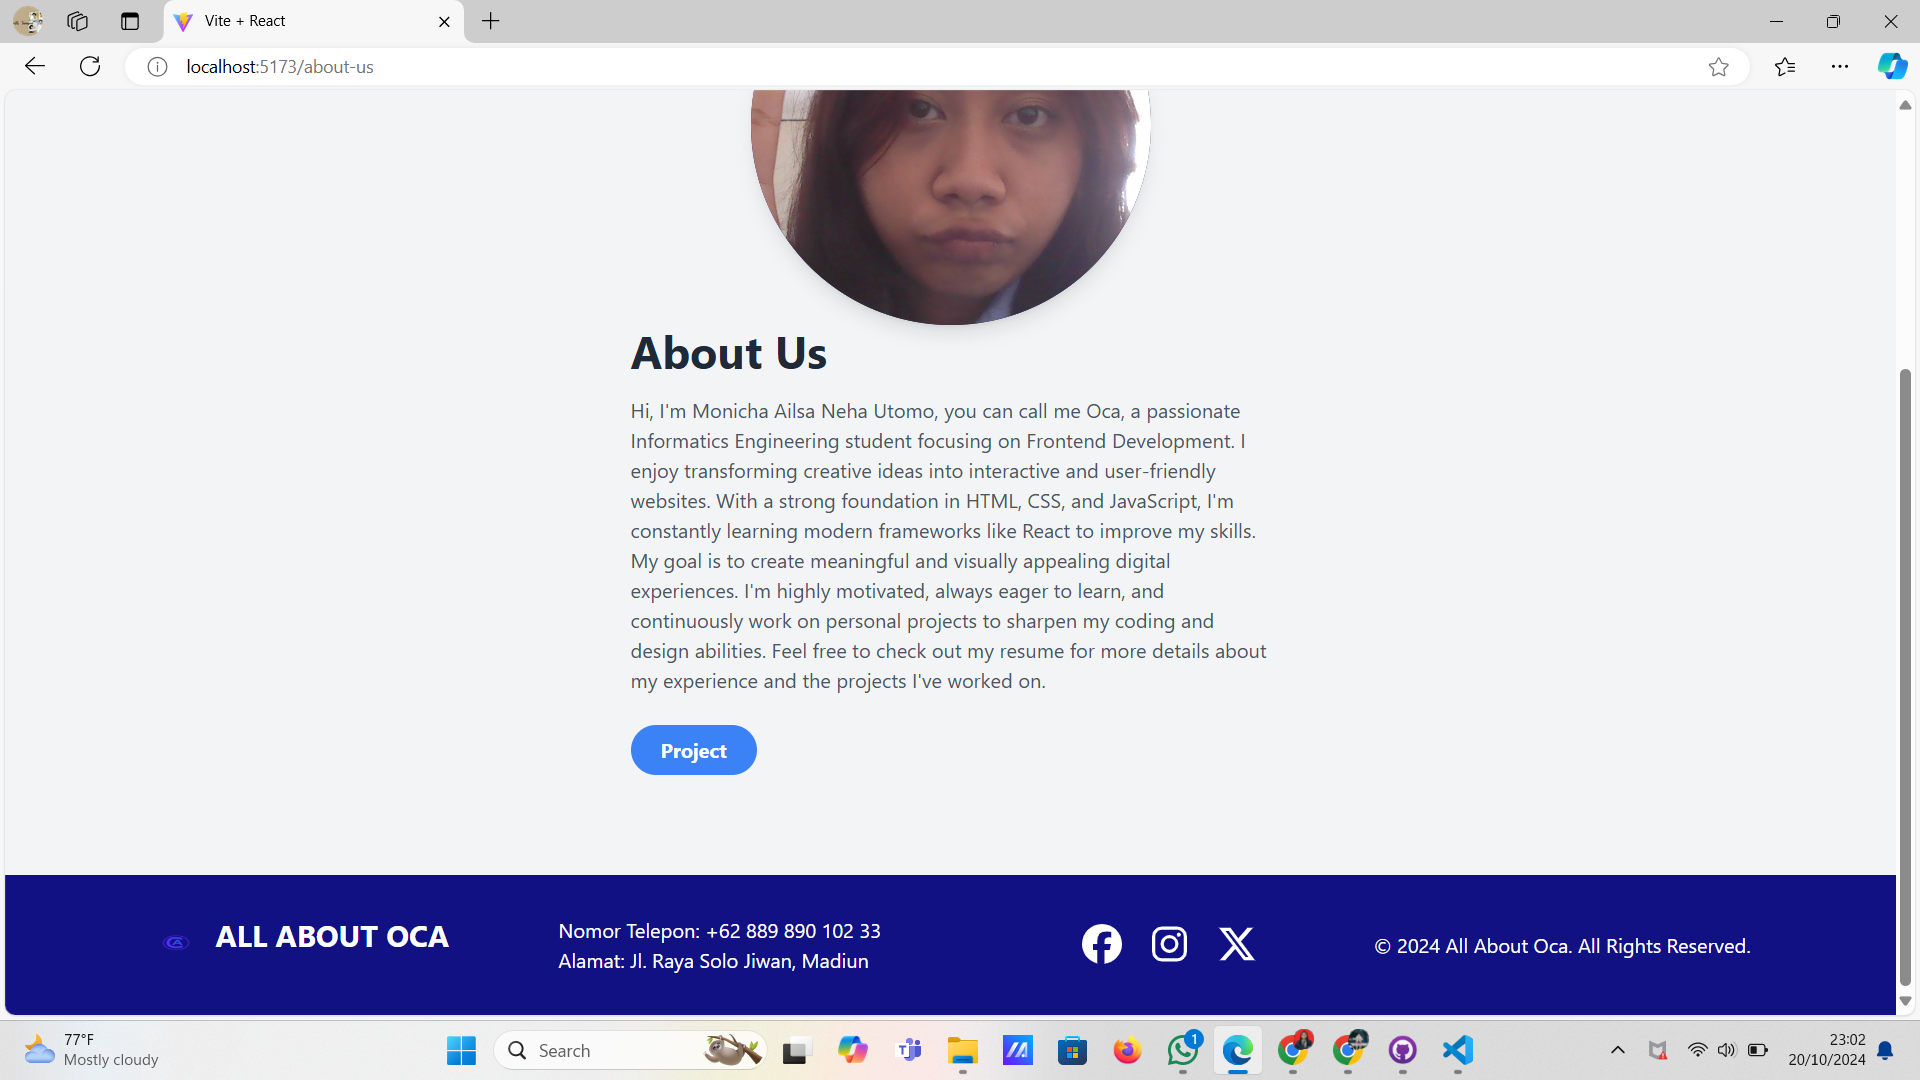 Vite + React
localhost:5173/about-us
About Us
Hi, I'm Monicha Ailsa Neha Utomo, you can call me Oca, a passionate
Informatics Engineering student focusing on Frontend Development. I
enjoy transforming creative ideas into interactive and user-friendly
websites. With a strong foundation in HTML, CSS, and JavaScript, I'm
constantly learning modern frameworks like React to improve my skills.
My goal is to create meaningful and visually appealing digital
experiences. I'm highly motivated, always eager to learn, and
continuously work on personal projects to sharpen my coding and
design abilities. Feel free to check out my resume for more details about
my experience and the projects I've worked on.
Project
ALL ABOUT OCA
Nomor Telepon: +62 889 890 102 33
Alamat: Jl. Raya Solo Jiwan, Madiun
© 2024 All About Oca. All Rights Reserved.
77°F
Mostly cloudy
Search
1
23:02
20/10/2024